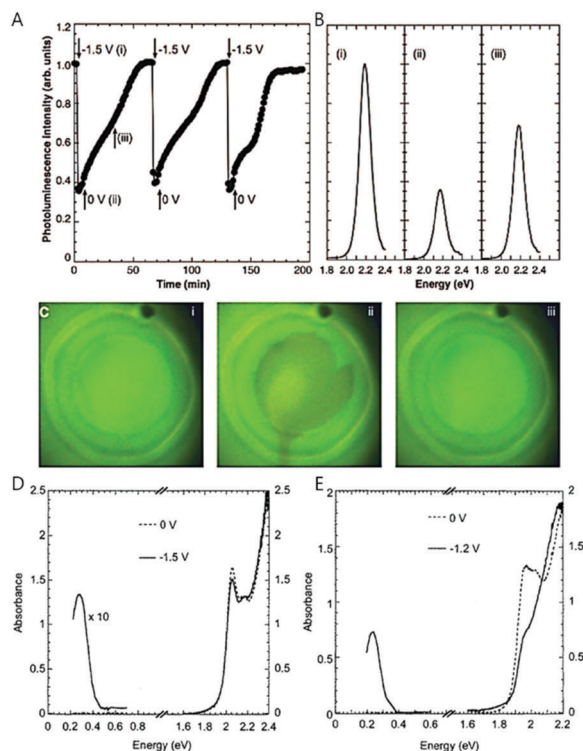 A
B
-1.5 V (i)
-1.5 V
-1.5 V
(iii)
0 V (ii)
0 V
0 V
Photoluminescence intensity (arb. units)
0
0.2
0.4
0.6
0.8
1.0
0
50
100
150
200
Time (min)
(i)
(ii)
(iii)
1.8 2.0 2.2 2.4
1.8 2.0 2.2 2.4
1.8 2.0 2.2 2.4
Energy (eV)
C
i
ii
iii
D
E
2.5
2
1.5
1
0.5
0
Absorbance
0 V
-1.5 V
x 10
2.5
2
1.5
1
0.5
0
0.2 0.4 0.6 0.8 1.6 1.8 2 2.2 2.4
Energy (eV)
2
1.5
1
0.5
0
Absorbance
0 V
-1.2 V
2
1.5
1
0.5
0
0 0.2 0.4 0.6 1.6 1.8 2 2.2
Energy (eV)